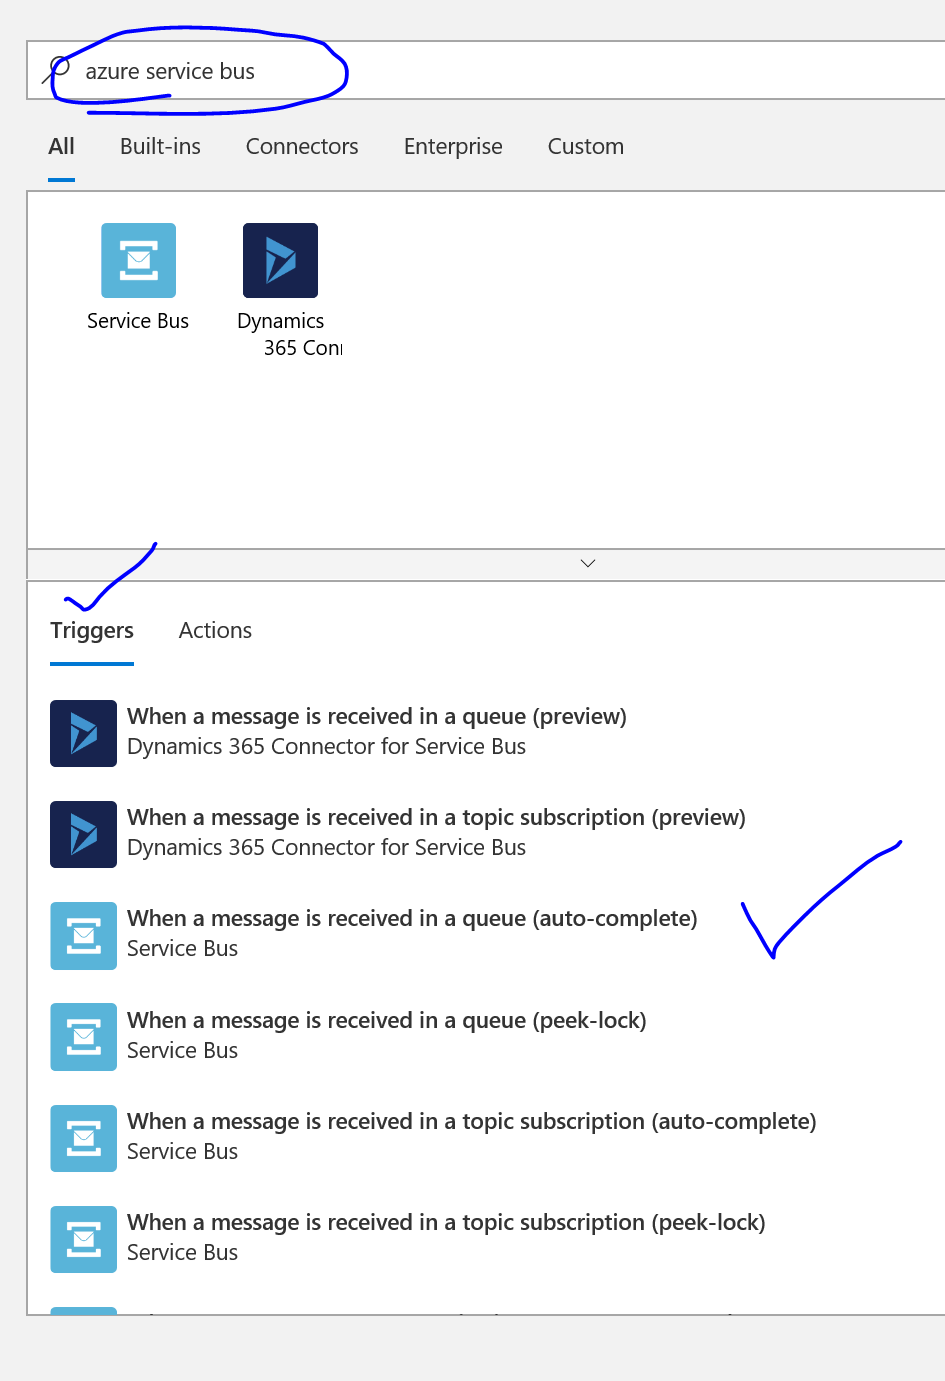 azure service bus
All Built-ins Connectors Enterprise Custom
Service Bus
Dynamics
365 Con
Triggers Actions
When a message is received in a queue (preview)
Dynamics 365 Connector for Service Bus
When a message is received in a topic subscription (preview)
Dynamics 365 Connector for Service Bus
When a message is received in a queue (auto-complete)
Service Bus
When a message is received in a queue (peek-lock)
Service Bus
When a message is received in a topic subscription (auto-complete)
Service Bus
When a message is received in a topic subscription (peek-lock)
Service Bus